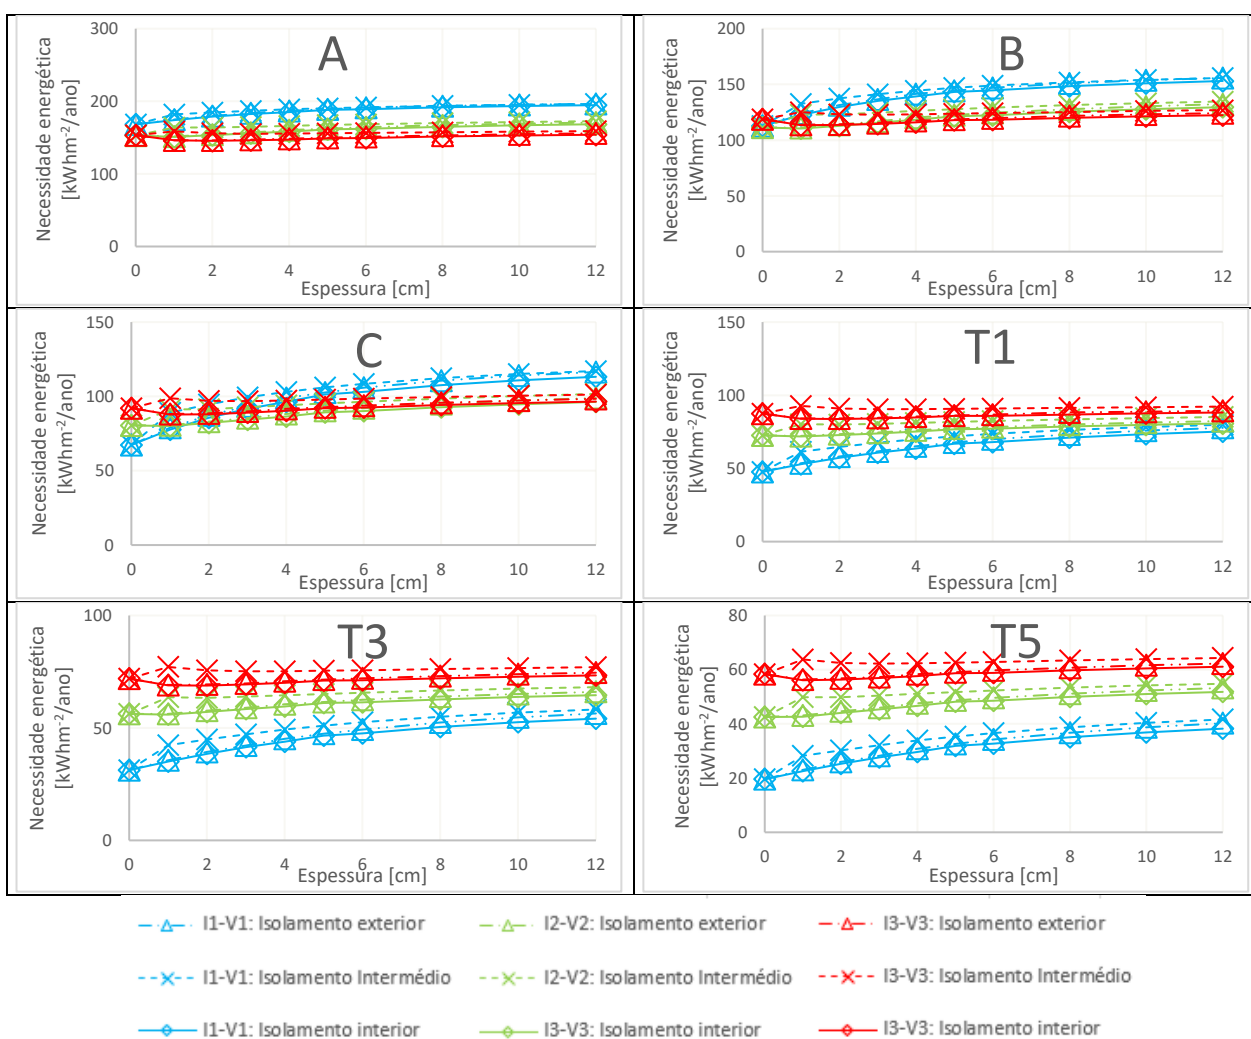 A
Necessidade energética
[kWhm⁻²/ano]
300
200
100
0
0 2 4 6 8 10 12
Espessura [cm]
B
Necessidade energética
[kWhm⁻²/ano]
200
150
100
50
0
0 2 4 6 8 10 12
Espessura [cm]
C
Necessidade energética
[kWhm⁻²/ano]
150
100
50
0
0 2 4 6 8 10 12
Espessura [cm]
T1
Necessidade energética
[kWhm⁻²/ano]
150
100
50
0
0 2 4 6 8 10 12
Espessura [cm]
T3
Necessidade energética
[kWhm⁻²/ano]
100
50
0
0 2 4 6 8 10 12
Espessura [cm]
T5
Necessidade energética
[kWhm⁻²/ano]
80
60
40
20
0
0 2 4 6 8 10 12
Espessura [cm]
I1-V1: Isolamento exterior I2-V2: Isolamento exterior I3-V3: Isolamento exterior
I1-V1: Isolamento Intermédio I2-V2: Isolamento Intermédio I3-V3: Isolamento Intermédio
I1-V1: Isolamento interior I3-V3: Isolamento interior I3-V3: Isolamento interior